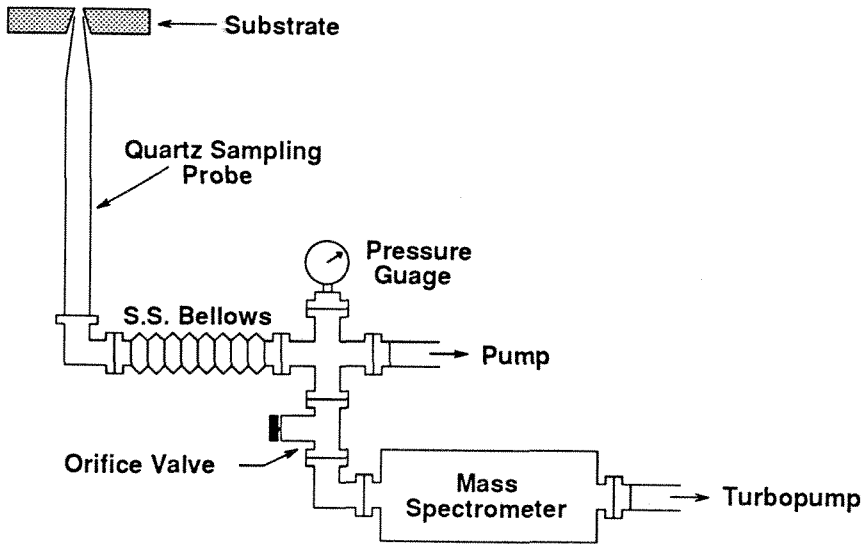 Substrate
Quartz Sampling
Probe
Pressure
Guage
S.S. Bellows
Pump
Orifice Valve
Mass
Spectrometer
Turbopump